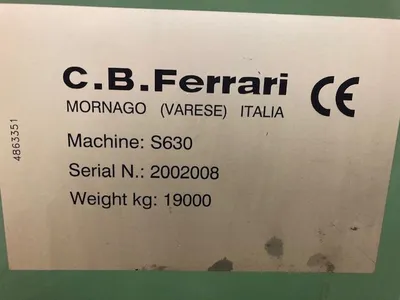 C.B.Ferrari
CE
MORNAGO (VARESE) ITALIA
Machine: S630
Serial N.: 2002008
Weight kg: 19000
4863351